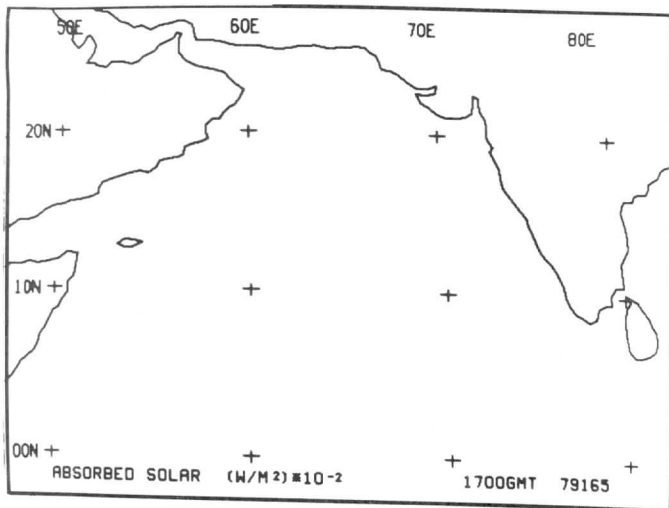 50E 60E 70E 80E
20N
10N
00N
ABSORBED SOLAR (W/M²)*10⁻² 1700GMT 79165